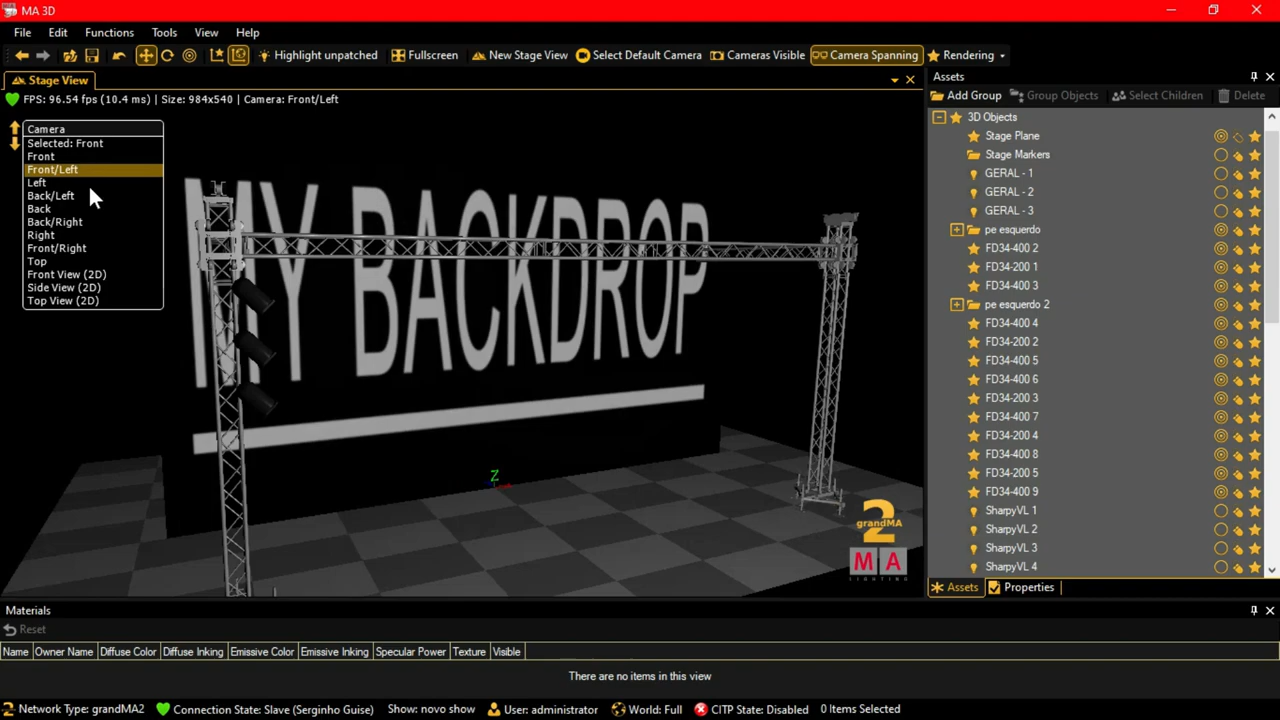 MA 3D
File Edit Functions Tools View Help
Highlight unpatched Fullscreen New Stage View Select Default Camera Cameras Visible Camera Spanning Rendering
Stage View
FPS: 96.54 fps (10.4 ms) | Size: 984x540 | Camera: Front/Left
Camera
Selected: Front
Front
Front/Left
Left
Back/Left
Back
Back/Right
Right
Front/Right
Top
Front View (2D)
Side View (2D)
Top View (2D)
MY BACKDROP
Z
2
grandMA
MA
LIGHTING
Assets
Add Group Group Objects Select Children Delete
3D Objects
Stage Plane
Stage Markers
GERAL - 1
GERAL - 2
GERAL - 3
pe esquerdo
FD34-400 2
FD34-200 1
FD34-400 3
pe esquerdo 2
FD34-400 4
FD34-200 2
FD34-400 5
FD34-400 6
FD34-200 3
FD34-400 7
FD34-200 4
FD34-400 8
FD34-200 5
FD34-400 9
SharpyVL 1
SharpyVL 2
SharpyVL 3
SharpyVL 4
Assets Properties
Materials
Reset
Name Owner Name Diffuse Color Diffuse Inking Emissive Color Emissive Inking Specular Power Texture Visible
There are no items in this view
2 Network Type: grandMA2 Connection State: Slave (Serginho Guise) Show: novo show User: administrator World: Full CITP State: Disabled 0 Items Selected